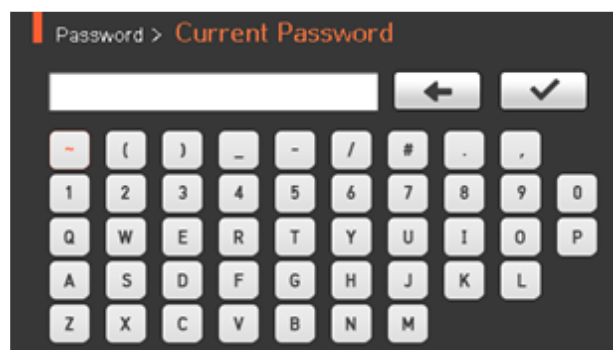 Password > Current Password
~ ( ) _ - / # . ,
1 2 3 4 5 6 7 8 9 0
Q W E R T Y U I O P
A S D F G H J K L
Z X C V B N M